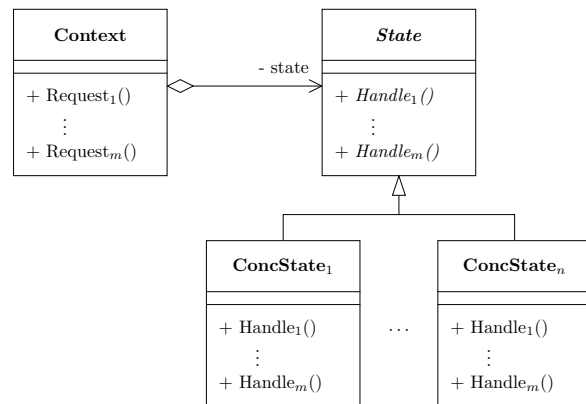 Context
State
- state
+ Request₁()
⋮
+ Requestₘ()
+ Handle₁()
⋮
+ Handleₘ()
ConcState₁
ConcStateₙ
+ Handle₁()
⋮
+ Handleₘ()
...
+ Handle₁()
⋮
+ Handleₘ()